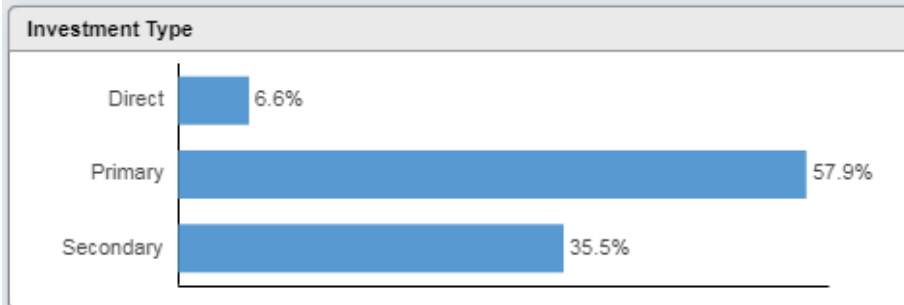 Investment Type
Direct 6.6%
Primary 57.9%
Secondary 35.5%